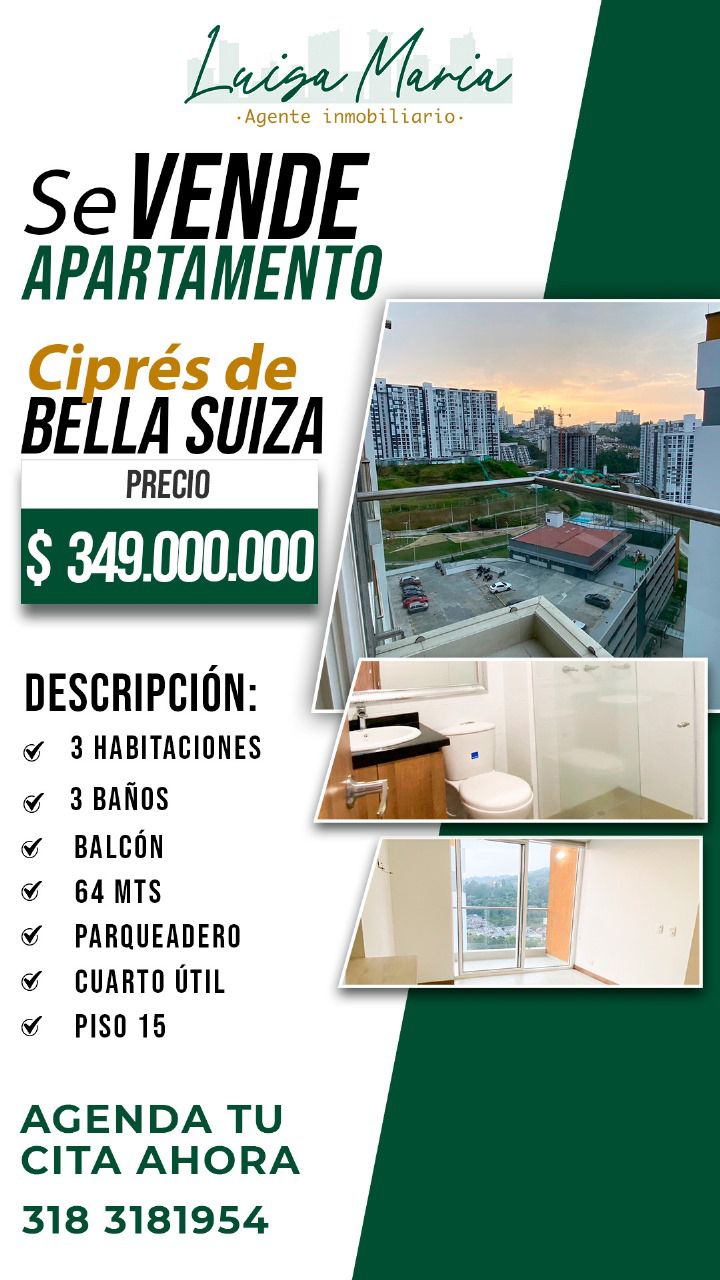 Luisa Maria
·Agente inmobiliario·
Se VENDE
APARTAMENTO
Ciprés de
BELLA SUIZA
PRECIO
$ 349.000.000
DESCRIPCIÓN:
3 HABITACIONES
3 BAÑOS
BALCÓN
64 MTS
PARQUEADERO
CUARTO ÚTIL
PISO 15
AGENDA TU
CITA AHORA
318 3181954